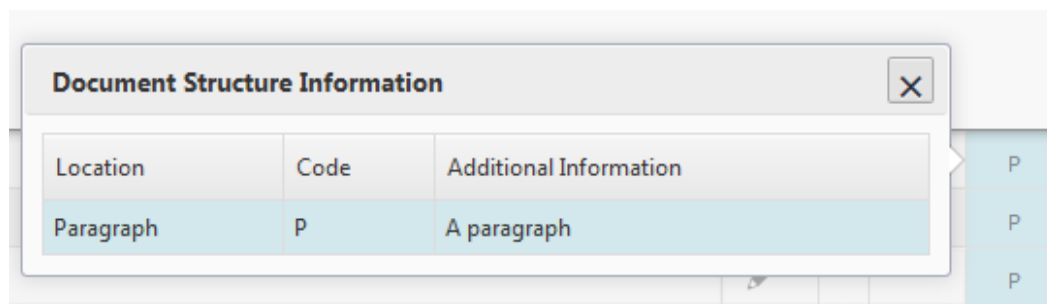 Document Structure Information
Location Code Additional Information
Paragraph P A paragraph
P
P
P